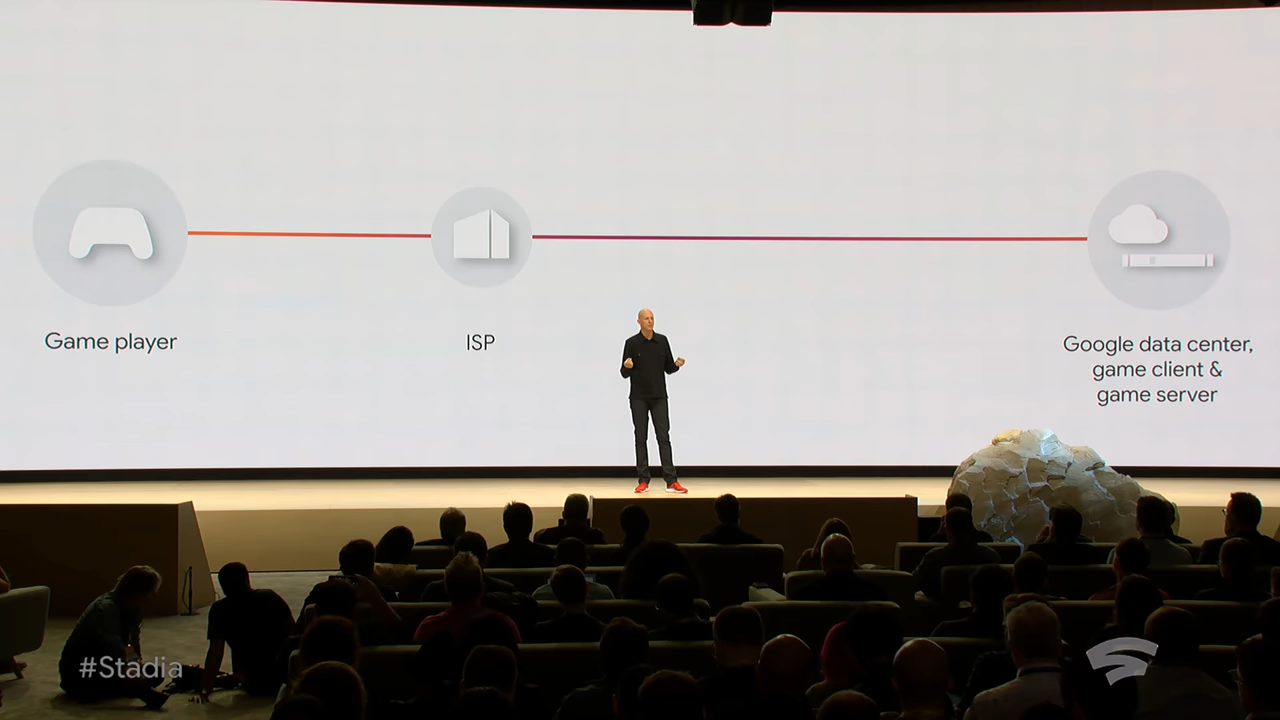 Game player
ISP
Google data center,
game client &
game server
#Stadia